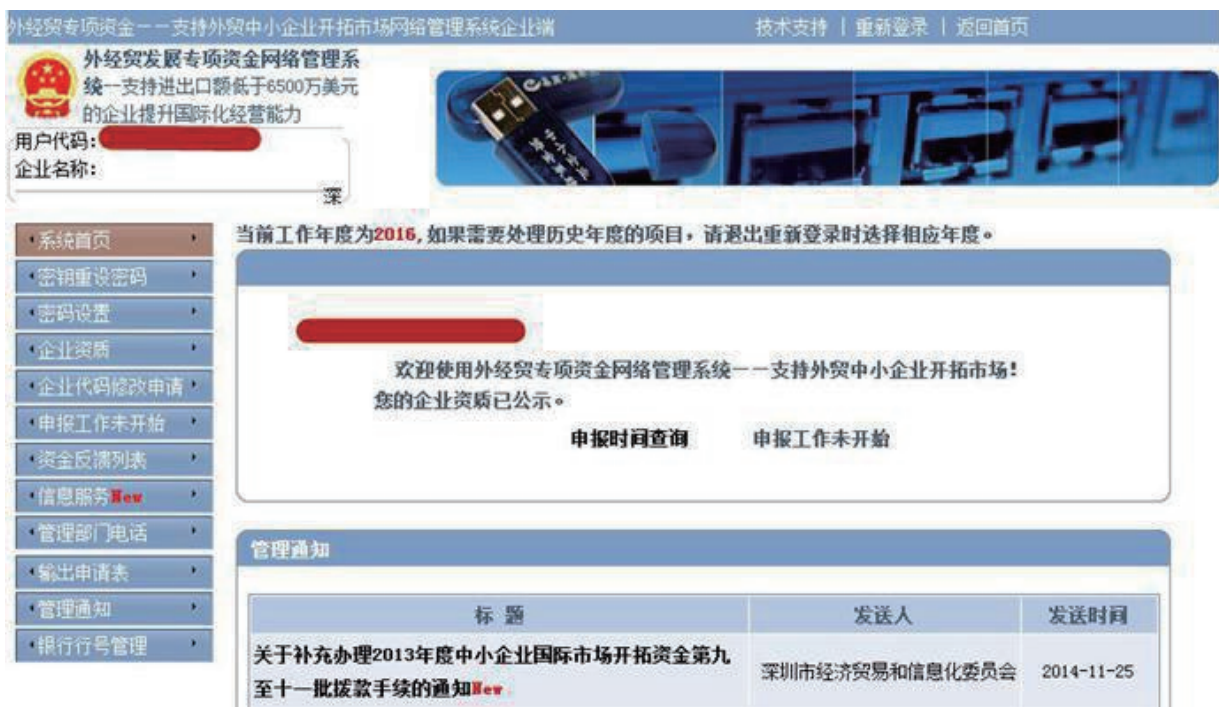 外经贸专项资金－－支持外贸中小企业开拓市场网络管理系统企业端
技术支持 | 重新登录 | 返回首页
外经贸发展专项资金网络管理系
统--支持进出口额低于6500万美元
的企业提升国际化经营能力
用户代码:
企业名称:
深
中小企业
当前工作年度为2016,如果需要处理历史年度的项目，请退出重新登录时选择相应年度。
系统首页
密钥重设密码
密码设置
企业资质
企业代码修改申请
申报工作未开始
资金反馈列表
信息服务New
管理部门电话
输出申请表
管理通知
银行行号管理
欢迎使用外经贸专项资金网络管理系统－－支持外贸中小企业开拓市场!
您的企业资质已公示。
申报时间查询 申报工作未开始
管理通知
标 题 发送人 发送时间
关于补充办理2013年度中小企业国际市场开拓资金第九
至十一批拨款手续的通知New
深圳市经济贸易和信息化委员会 2014-11-25